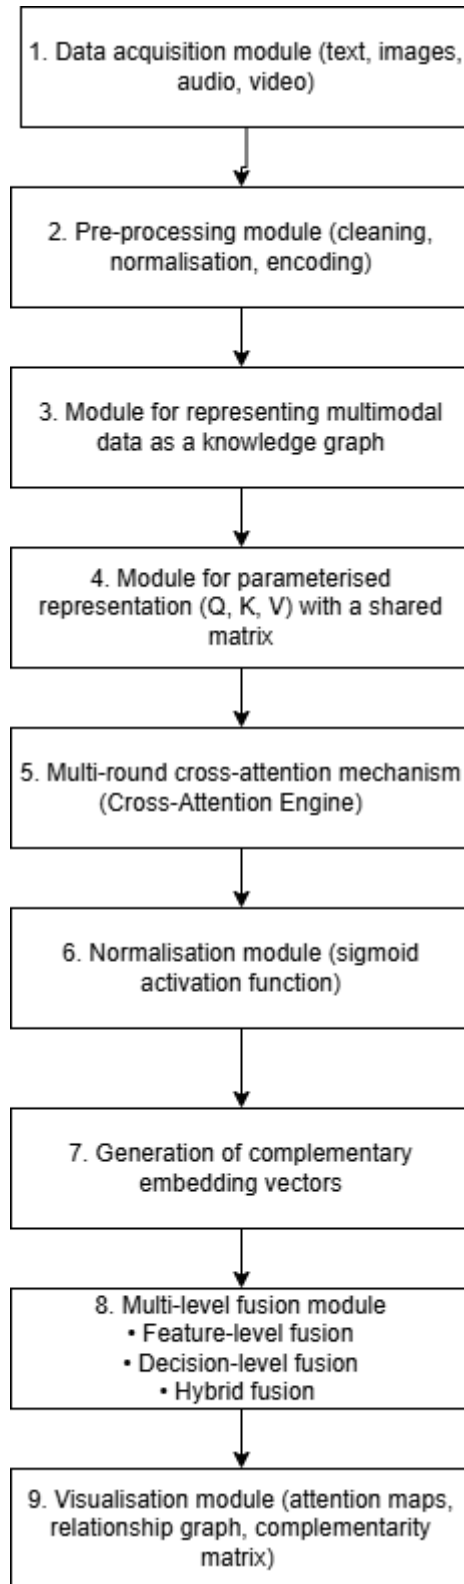 1. Data acquisition module (text, images,
audio, video)
2. Pre-processing module (cleaning,
normalisation, encoding)
3. Module for representing multimodal
data as a knowledge graph
4. Module for parameterised
representation (Q, K, V) with a shared
matrix
5. Multi-round cross-attention mechanism
(Cross-Attention Engine)
6. Normalisation module (sigmoid
activation function)
7. Generation of complementary
embedding vectors
8. Multi-level fusion module
• Feature-level fusion
• Decision-level fusion
• Hybrid fusion
9. Visualisation module (attention maps,
relationship graph, complementarity
matrix)